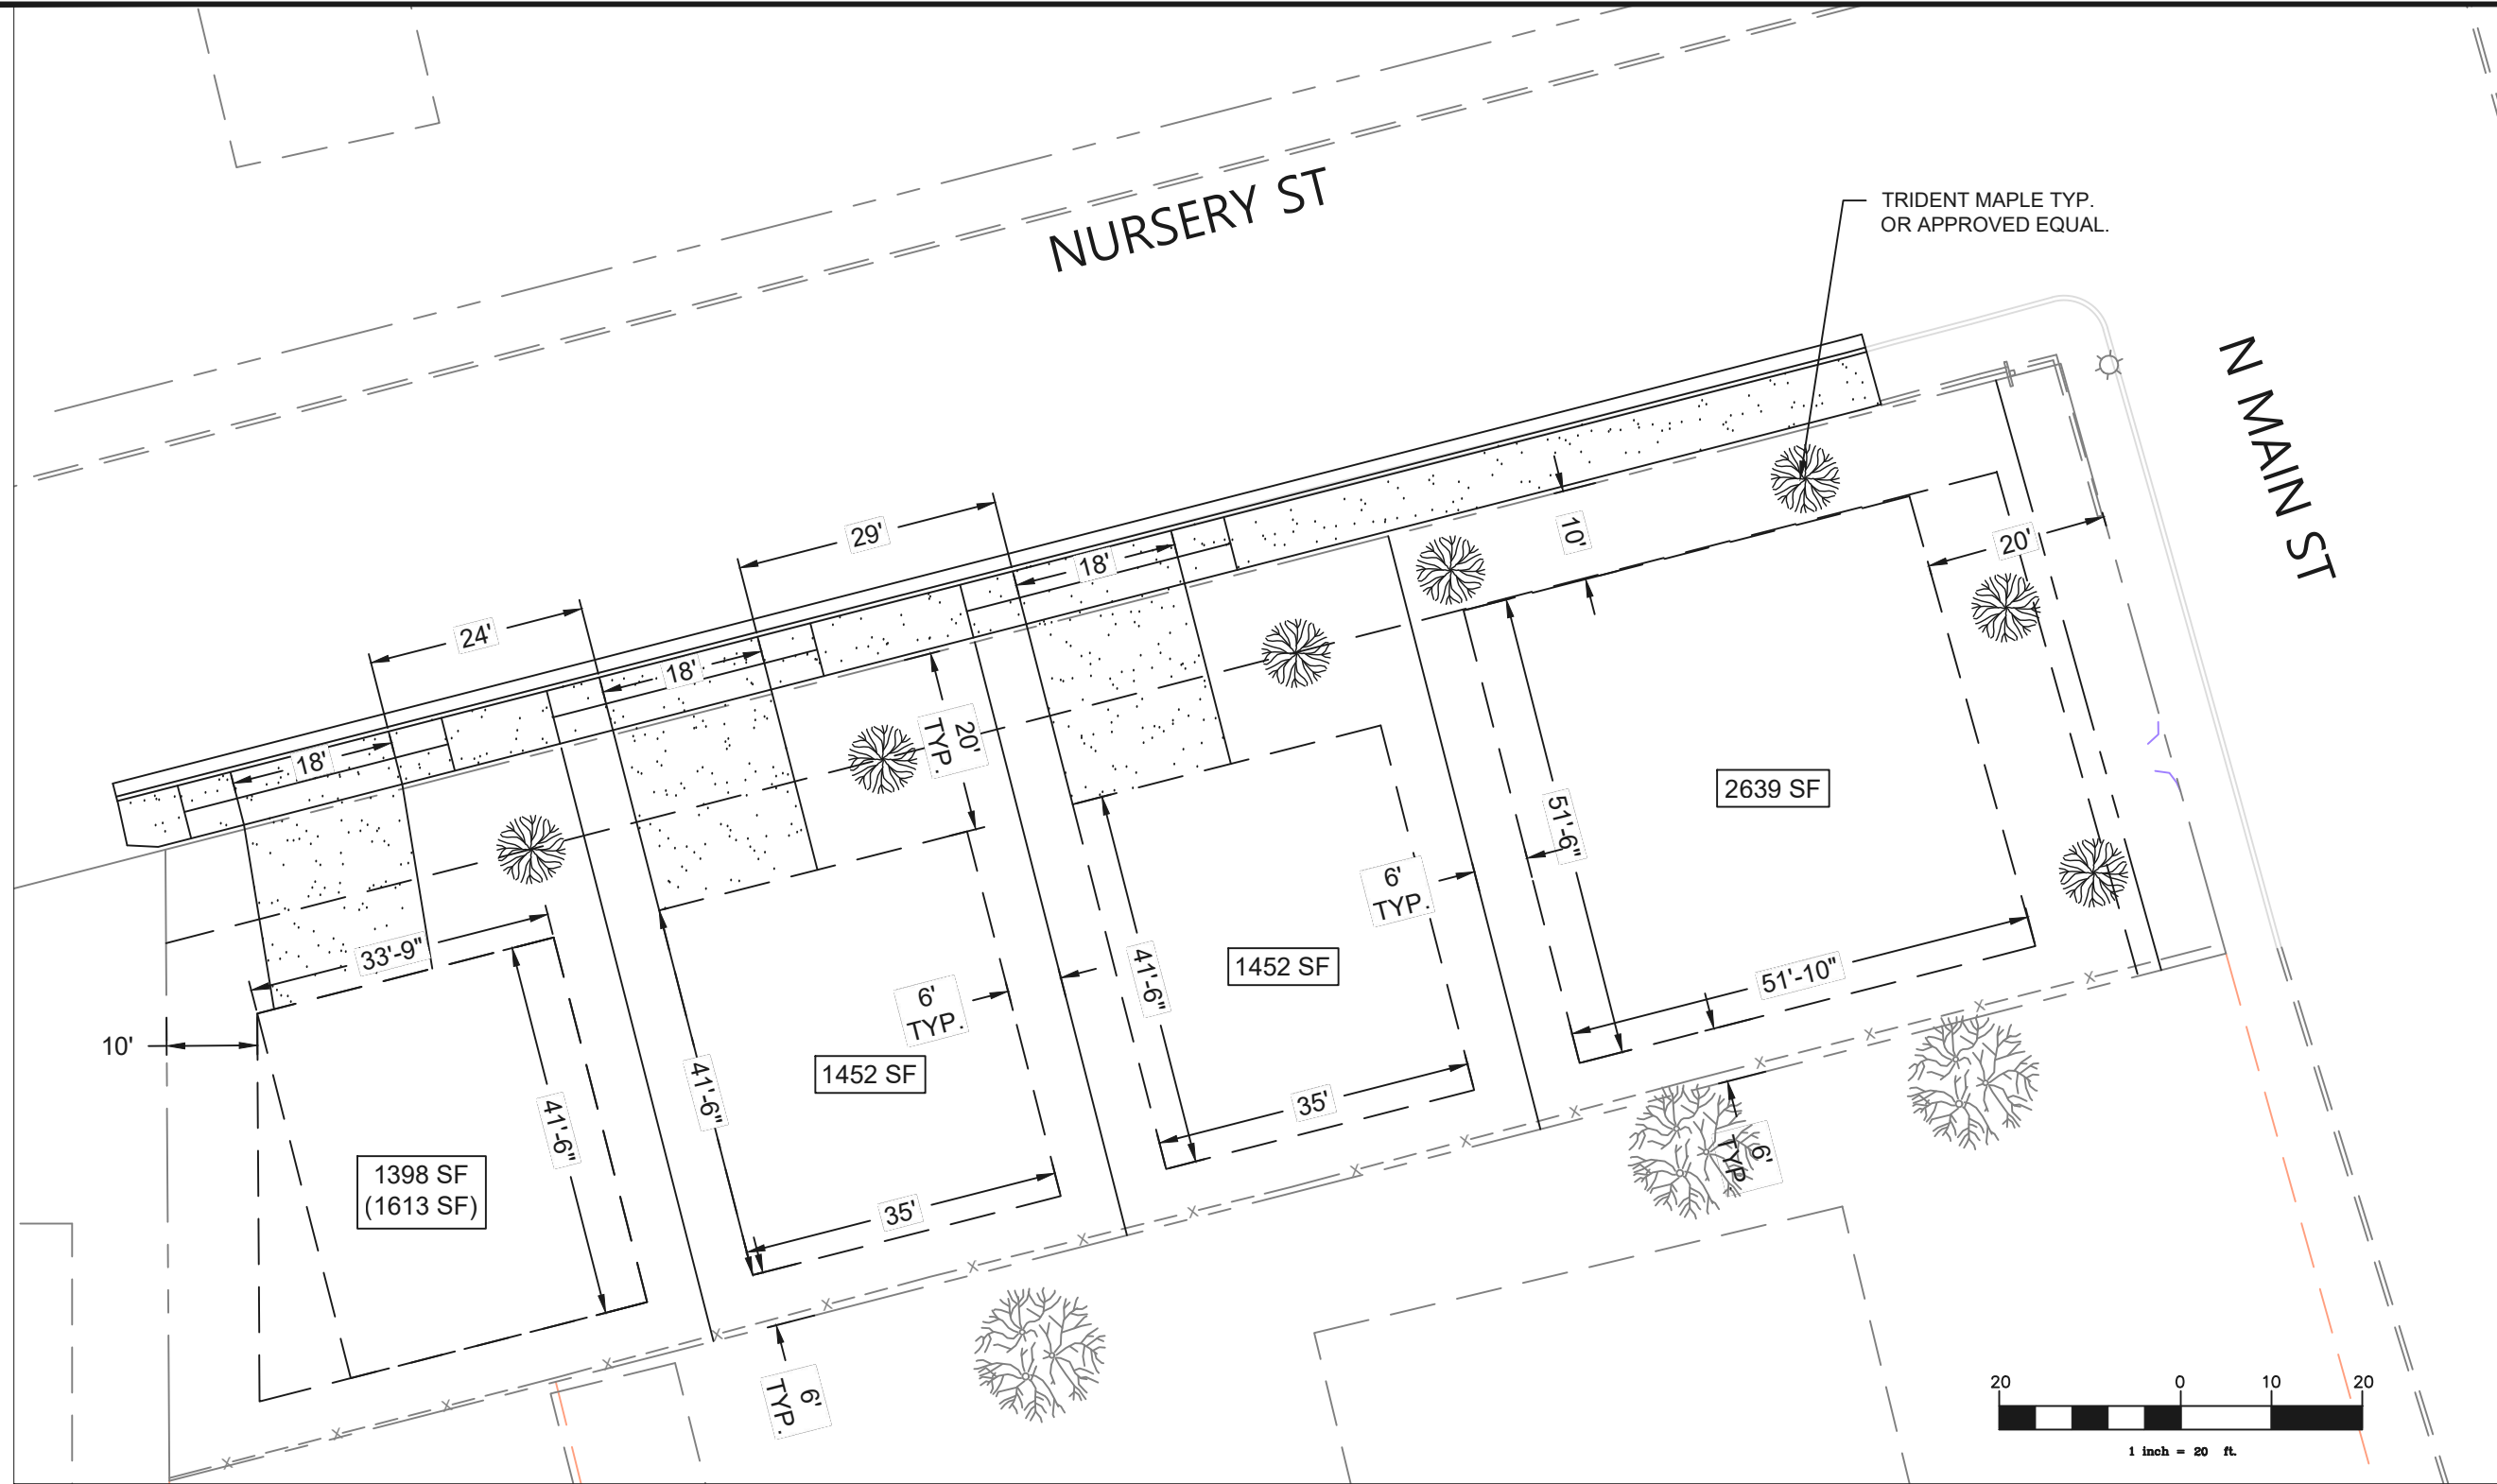 NURSERY ST
TRIDENT MAPLE TYP.
OR APPROVED EQUAL.
N MAIN ST
29'
18'
10'
20'
24'
18'
20'
TYP.
18'
2639 SF
51'-6"
6'
TYP.
33'-9"
1452 SF
41'-6"
51'-10"
6'
TYP.
10'
1452 SF
41'-6"
35'
41'-6"
6'
TYP.
1398 SF
(1613 SF)
35'
6'
TYP.
20 0 10 20
1 inch = 20 ft.